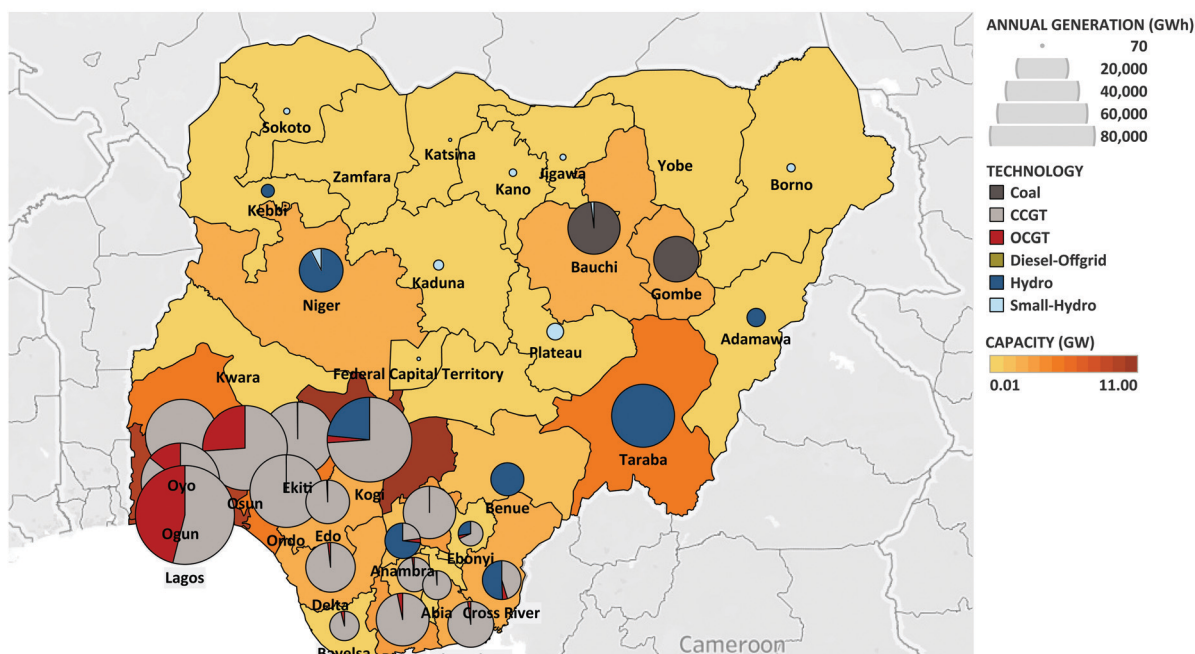 ANNUAL GENERATION (GWh)
70
20,000
40,000
60,000
80,000
TECHNOLOGY
Coal
CCGT
OCGT
Diesel-Offgrid
Hydro
Small-Hydro
CAPACITY (GW)
0.01 11.00
Sokoto
Katsina
Zamfara
Kano
Jigawa
Yobe
Borno
Kebbi
Niger
Kaduna
Bauchi
Gombe
Adamawa
Plateau
Federal Capital Territory
Kwara
Taraba
Oyo
Osun
Ekiti
Kogi
Benue
Ogun
Ondo
Edo
Ebonyi
Lagos
Anambra
Delta
Abia
Cross River
Cameroon